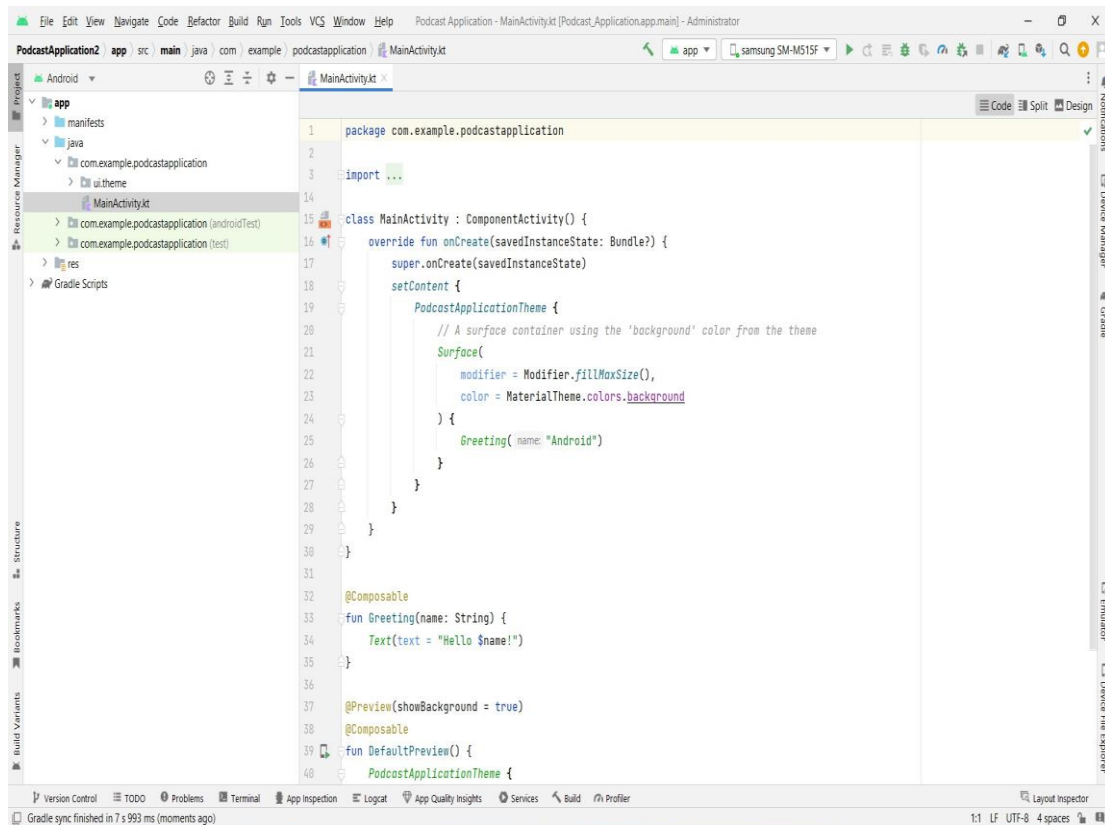 File Edit View Navigate Code Refactor Build Run Tools VCS Window Help Podcast Application - MainActivity.kt [Podcast_Application.app.main] - Administrator
PodcastApplication2 app src main java com example podcastapplication MainActivity.kt app samsung SM-M515F
Project
Android
MainActivity.kt
Notifications
app
Code Split Design
manifests
java
com.example.podcastapplication
ui.theme
MainActivity.kt
com.example.podcastapplication (androidTest)
com.example.podcastapplication (test)
res
Gradle Scripts
Resource Manager
Device Manager
Gradle
1 package com.example.podcastapplication
2
3 import ...
14
15 class MainActivity : ComponentActivity() {
16 override fun onCreate(savedInstanceState: Bundle?) {
17 super.onCreate(savedInstanceState)
18 setContent {
19 PodcastApplicationTheme {
20 // A surface container using the 'background' color from the theme
21 Surface(
22 modifier = Modifier.fillMaxSize(),
23 color = MaterialTheme.colors.background
24 ) {
25 Greeting( name: "Android")
26 }
27 }
28 }
29 }
30 }
31
32 @Composable
33 fun Greeting(name: String) {
34 Text(text = "Hello $name!")
35 }
36
37 @Preview(showBackground = true)
38 @Composable
39 fun DefaultPreview() {
40 PodcastApplicationTheme {
Structure
Bookmarks
Build Variants
Emulator
Device File Explorer
Version Control TODO Problems Terminal App Inspection Logcat App Quality Insights Services Build Profiler Layout Inspector
Gradle sync finished in 7 s 993 ms (moments ago) 1:1 LF UTF-8 4 spaces